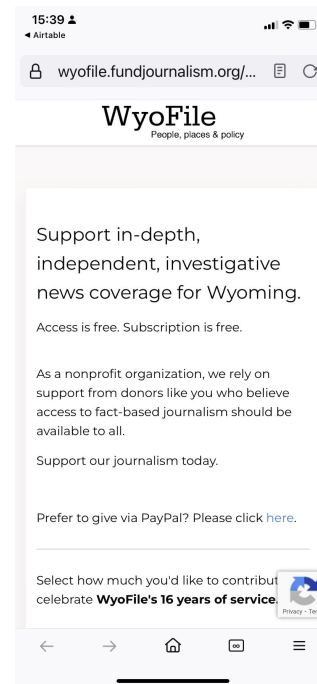 15:39
◀ Airtable
wyofile.fundjournalism.org/...
WyoFile
People, places & policy
Support in-depth,
independent, investigative
news coverage for Wyoming.
Access is free. Subscription is free.
As a nonprofit organization, we rely on
support from donors like you who believe
access to fact-based journalism should be
available to all.
Support our journalism today.
Prefer to give via PayPal? Please click here.
Select how much you'd like to contribut
celebrate WyoFile's 16 years of service.
Privacy - Ter